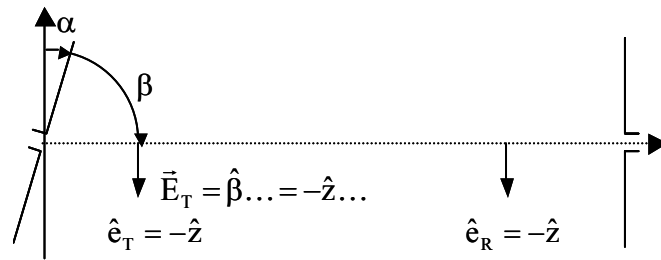 α
β
E⃗_T = β̂... = −ẑ...
ê_T = −ẑ ê_R = −ẑ